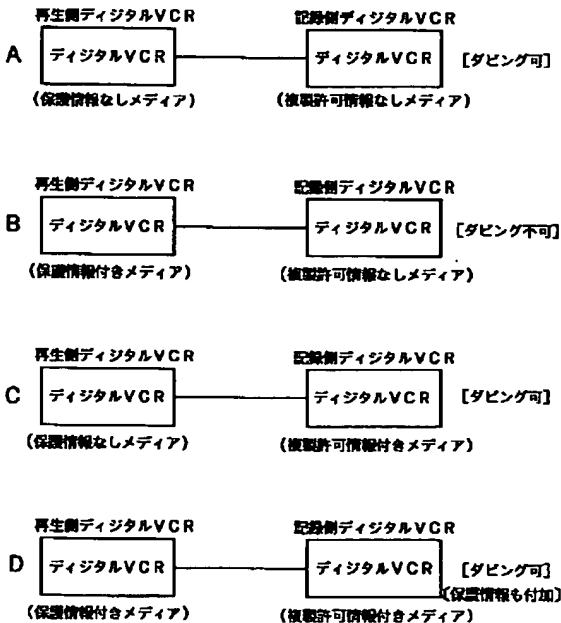 再生側ディジタルVCR 記録側ディジタルVCR
A ディジタルVCR ディジタルVCR [ダビング可]
(保護情報なしメディア) (複製許可情報なしメディア)
再生側ディジタルVCR 記録側ディジタルVCR
B ディジタルVCR ディジタルVCR [ダビング不可]
(保護情報付きメディア) (複製許可情報なしメディア)
再生側ディジタルVCR 記録側ディジタルVCR
C ディジタルVCR ディジタルVCR [ダビング可]
(保護情報なしメディア) (複製許可情報付きメディア)
再生側ディジタルVCR 記録側ディジタルVCR
D ディジタルVCR ディジタルVCR [ダビング可]
(保護情報も付加)
(保護情報付きメディア) (複製許可情報付きメディア)